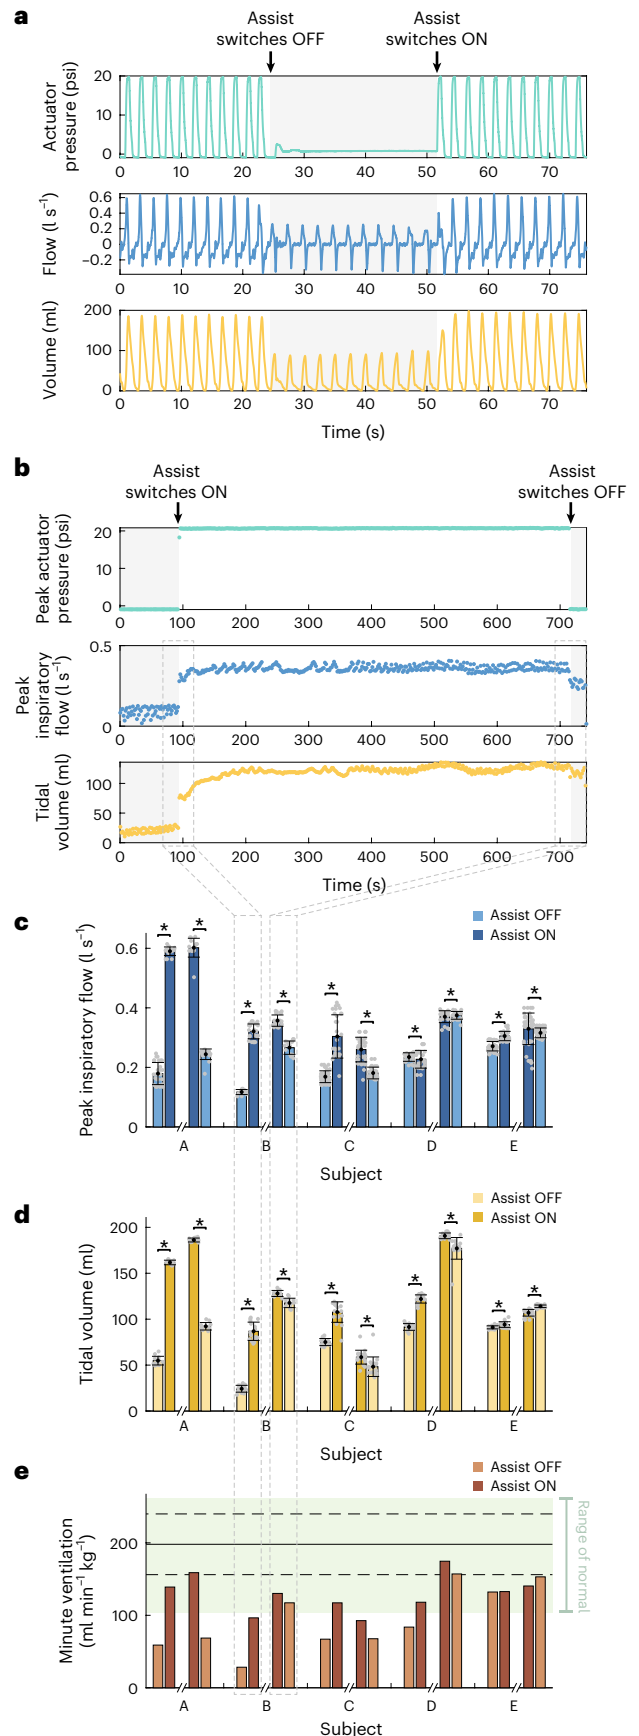 a
Assist
switches OFF
Assist
switches ON
Actuator
pressure (psi)
20
10
0
0 10 20 30 40 50 60 70
Flow (l s⁻¹)
0.6
0.4
0.2
0
−0.2
0 10 20 30 40 50 60 70
Volume (ml)
200
100
0
0 10 20 30 40 50 60 70
Time (s)
b
Assist
switches ON
Assist
switches OFF
Peak actuator
pressure (psi)
20
10
0
0 100 200 300 400 500 600 700
Peak
inspiratory
flow (l s⁻¹)
0.5
0
0 100 200 300 400 500 600 700
Tidal
volume (ml)
100
50
0
0 100 200 300 400 500 600 700
Time (s)
c
Assist OFF
Assist ON
Peak inspiratory flow (l s⁻¹)
0.6
0.4
0.2
0
* * * * * * * * * *
A B C D E
Subject
d
Assist OFF
Assist ON
Tidal volume (ml)
200
150
100
50
0
* * * * * * * * * *
A B C D E
Subject
e
Assist OFF
Assist ON
Minute ventilation
(ml min⁻¹ kg⁻¹)
200
100
0
Range of normal
A B C D E
Subject